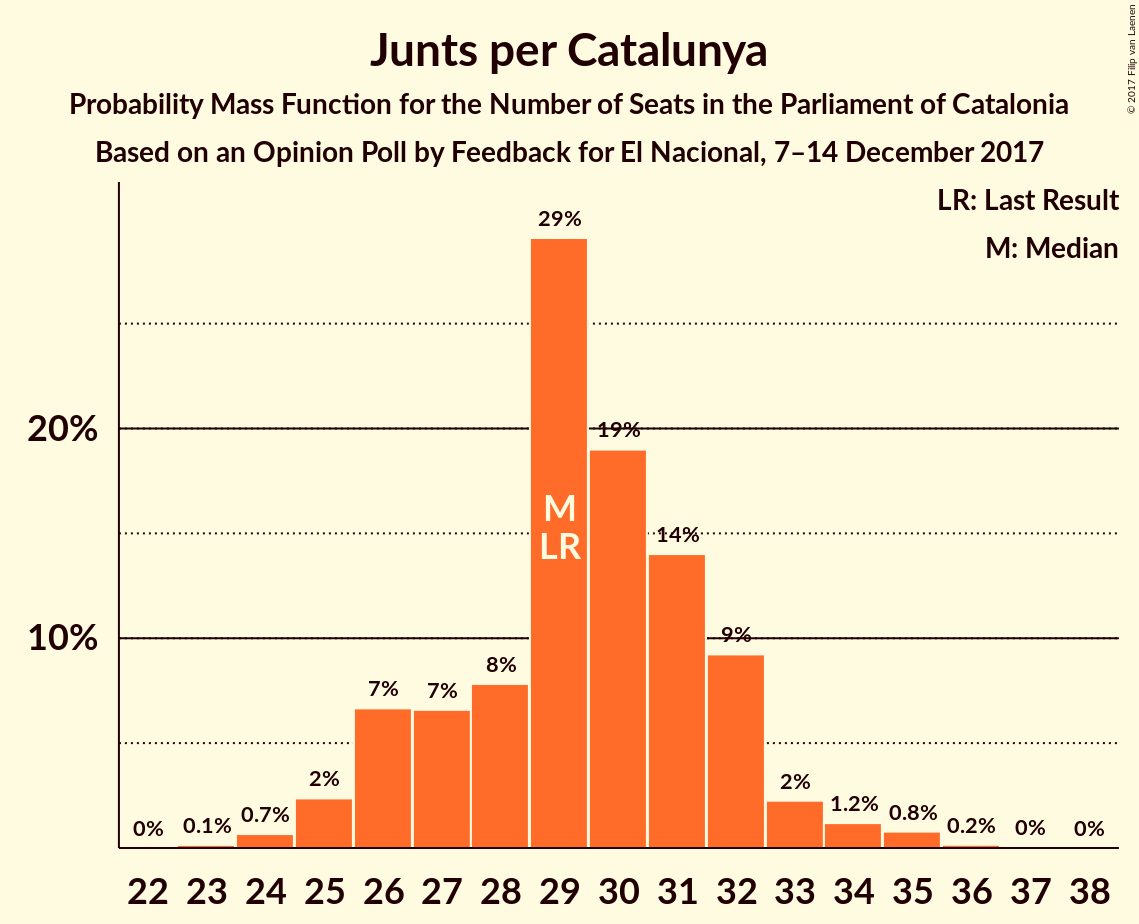 Junts per Catalunya
Probability Mass Function for the Number of Seats in the Parliament of Catalonia
Based on an Opinion Poll by Feedback for El Nacional, 7–14 December 2017
© 2017 Filip van Laenen
LR: Last Result
M: Median
20%
10%
0%
0.1%
0.7%
2%
7%
7%
8%
29%
19%
14%
9%
2%
1.2%
0.8%
0.2%
0%
0%
M
LR
22 23 24 25 26 27 28 29 30 31 32 33 34 35 36 37 38